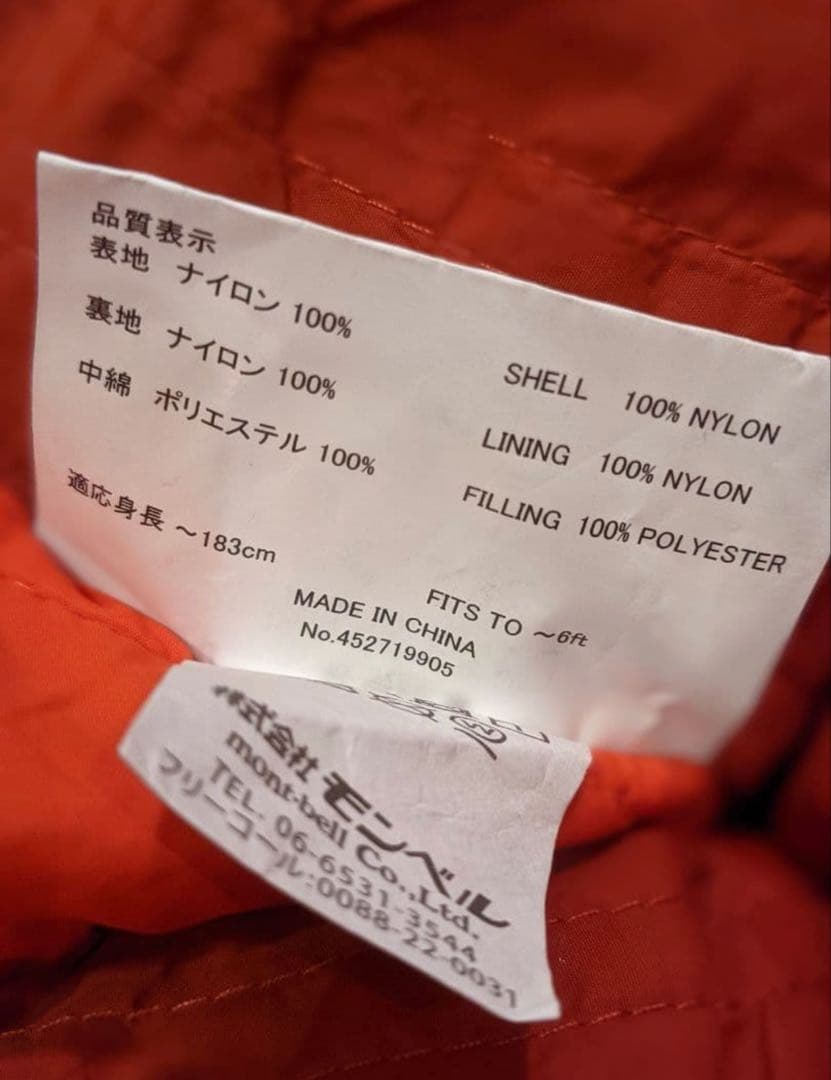 品質表示
表地 ナイロン 100%
裏地 ナイロン 100%
中綿 ポリエステル 100%
適応身長 ～183cm
SHELL 100% NYLON
LINING 100% NYLON
FILLING 100% POLYESTER
FITS TO ～6ft
MADE IN CHINA
No.452719905
株式会社 モンベル
mont-bell Co.,Ltd.
TEL. 06-6531-3544
フリーコール:0088-22-0031